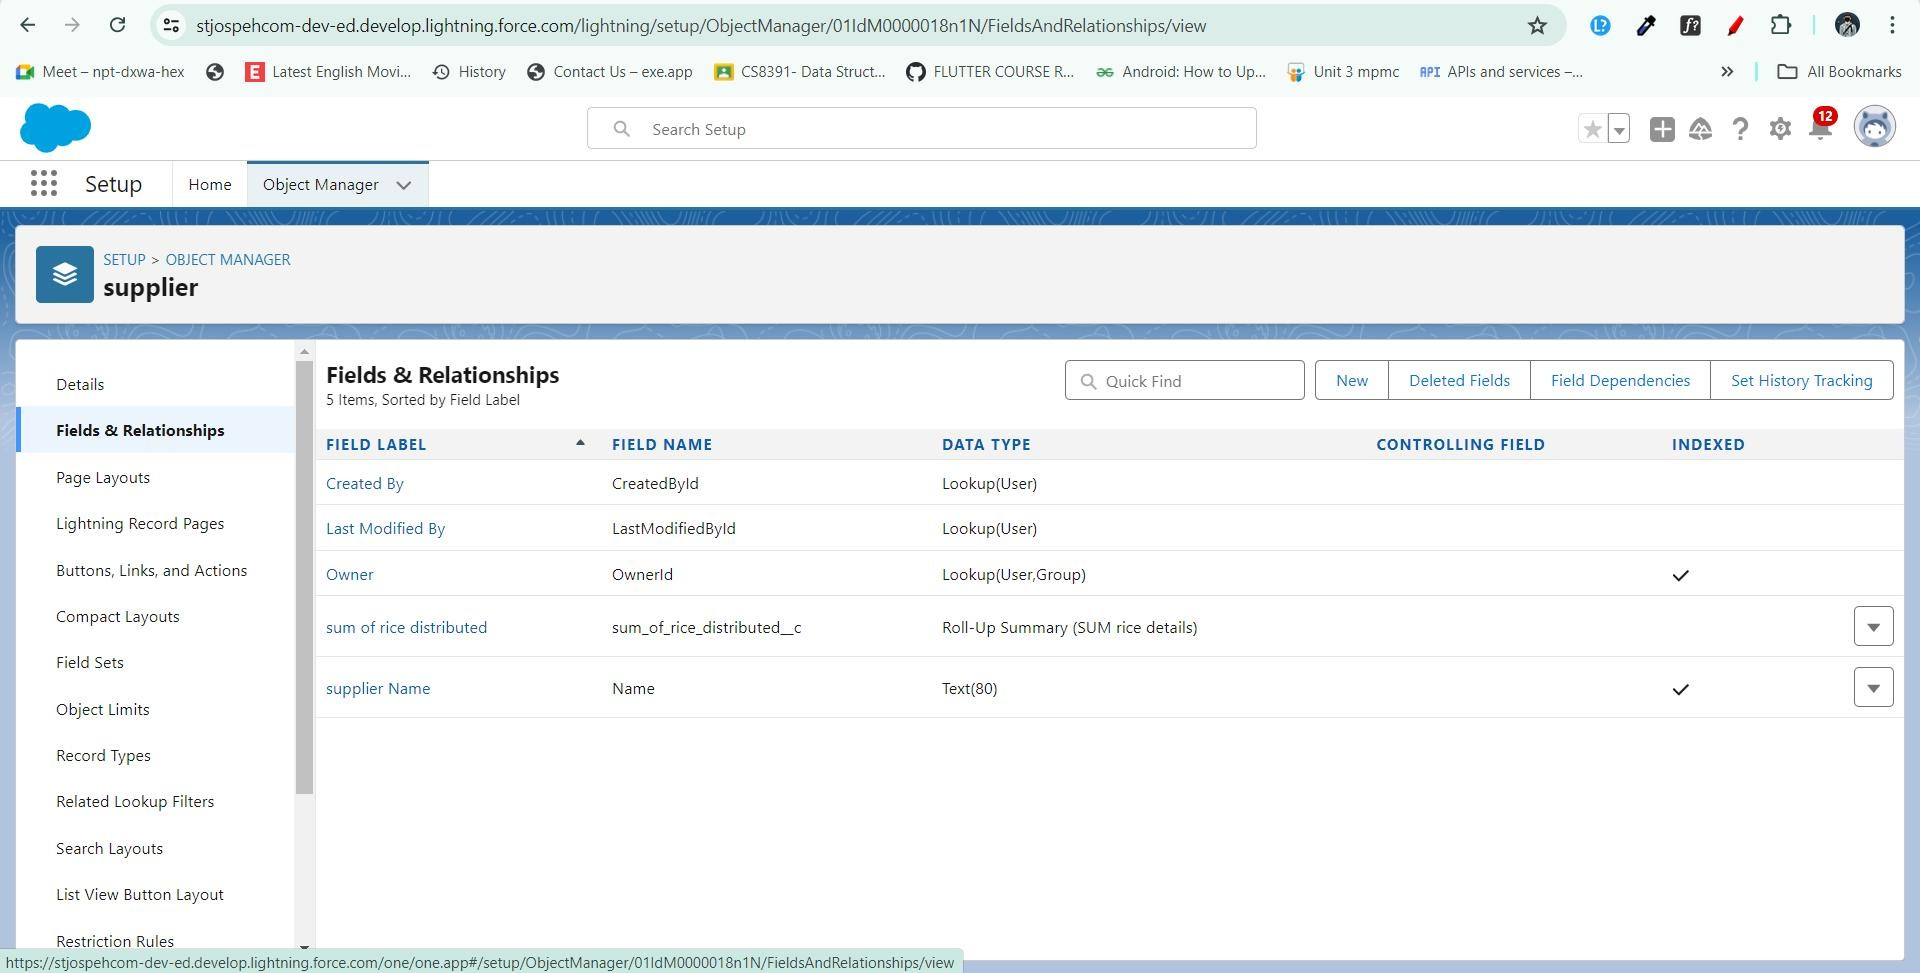 stjospehcom-dev-ed.develop.lightning.force.com/lightning/setup/ObjectManager/01IdM0000018n1N/FieldsAndRelationships/view
Meet – npt-dxwa-hex
Latest English Movi...
History
Contact Us – exe.app
CS8391- Data Struct...
FLUTTER COURSE R...
Android: How to Up...
Unit 3 mpmc
API APIs and services –...
All Bookmarks
Search Setup
12
Setup
Home
Object Manager
SETUP > OBJECT MANAGER
supplier
Details
Fields & Relationships
Page Layouts
Lightning Record Pages
Buttons, Links, and Actions
Compact Layouts
Field Sets
Object Limits
Record Types
Related Lookup Filters
Search Layouts
List View Button Layout
Restriction Rules
Fields & Relationships
5 Items, Sorted by Field Label
Quick Find
New
Deleted Fields
Field Dependencies
Set History Tracking
FIELD LABEL FIELD NAME DATA TYPE CONTROLLING FIELD INDEXED
Created By CreatedById Lookup(User)
Last Modified By LastModifiedById Lookup(User)
Owner OwnerId Lookup(User,Group)
sum of rice distributed sum_of_rice_distributed__c Roll-Up Summary (SUM rice details)
supplier Name Name Text(80)
https://stjospehcom-dev-ed.develop.lightning.force.com/one/one.app#/setup/ObjectManager/01IdM0000018n1N/FieldsAndRelationships/view